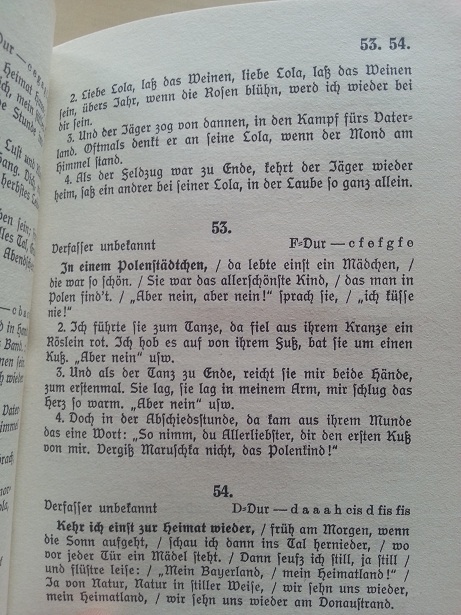 53. 54.
2. Liebe Lola, laß das Weinen, liebe Lola, laß das Weinen
sein, übers Jahr, wenn die Rosen blühn, werd ich wieder bei
dir sein.
3. Und der Jäger zog von dannen, in den Kampf fürs Vater-
land. Oftmals denkt er an seine Lola, wenn der Mond am
Himmel stand.
4. Als der Feldzug war zu Ende, kehrt der Jäger wieder
heim, saß ein andrer bei seiner Lola, in der Laube so ganz allein.
53.
Verfasser unbekannt F=Dur — c f e f g f e
In einem Polenstädtchen, / da lebte einst ein Mädchen, /
die war so schön. / Sie war das allerschönste Kind, / das man in
Polen find't. / „Aber nein, aber nein!" sprach sie, / „ich küsse
nie!"
2. Ich führte sie zum Tanze, da fiel aus ihrem Kranze ein
Röslein rot. Ich hob es auf von ihrem Fuß, bat sie um einen
Kuß. „Aber nein" usw.
3. Und als der Tanz zu Ende, reicht sie mir beide Hände,
zum erstenmal. Sie lag, sie lag in meinem Arm, mir schlug das
Herz so warm. „Aber nein" usw.
4. Doch in der Abschiedsstunde, da kam aus ihrem Munde
das eine Wort: „So nimm, du Allerliebster, dir den ersten Kuß
von mir. Vergiß Maruschka nicht, das Polenkind!"
54.
Verfasser unbekannt D=Dur — d a a a h cis d fis fis
Kehr ich einst zur Heimat wieder, / früh am Morgen, wenn
die Sonn aufgeht, / schau ich dann ins Tal hernieder, / wo
vor jeder Tür ein Mädel steht. / Dann seufz ich still, ja still /
und flüstre leise: / „Mein Bayerland, / mein Heimatland! /
Ja von Natur, Natur in stiller Weise, / wir sehn uns wieder,
mein Heimatland, / wir sehn uns wieder am Donaustrand.